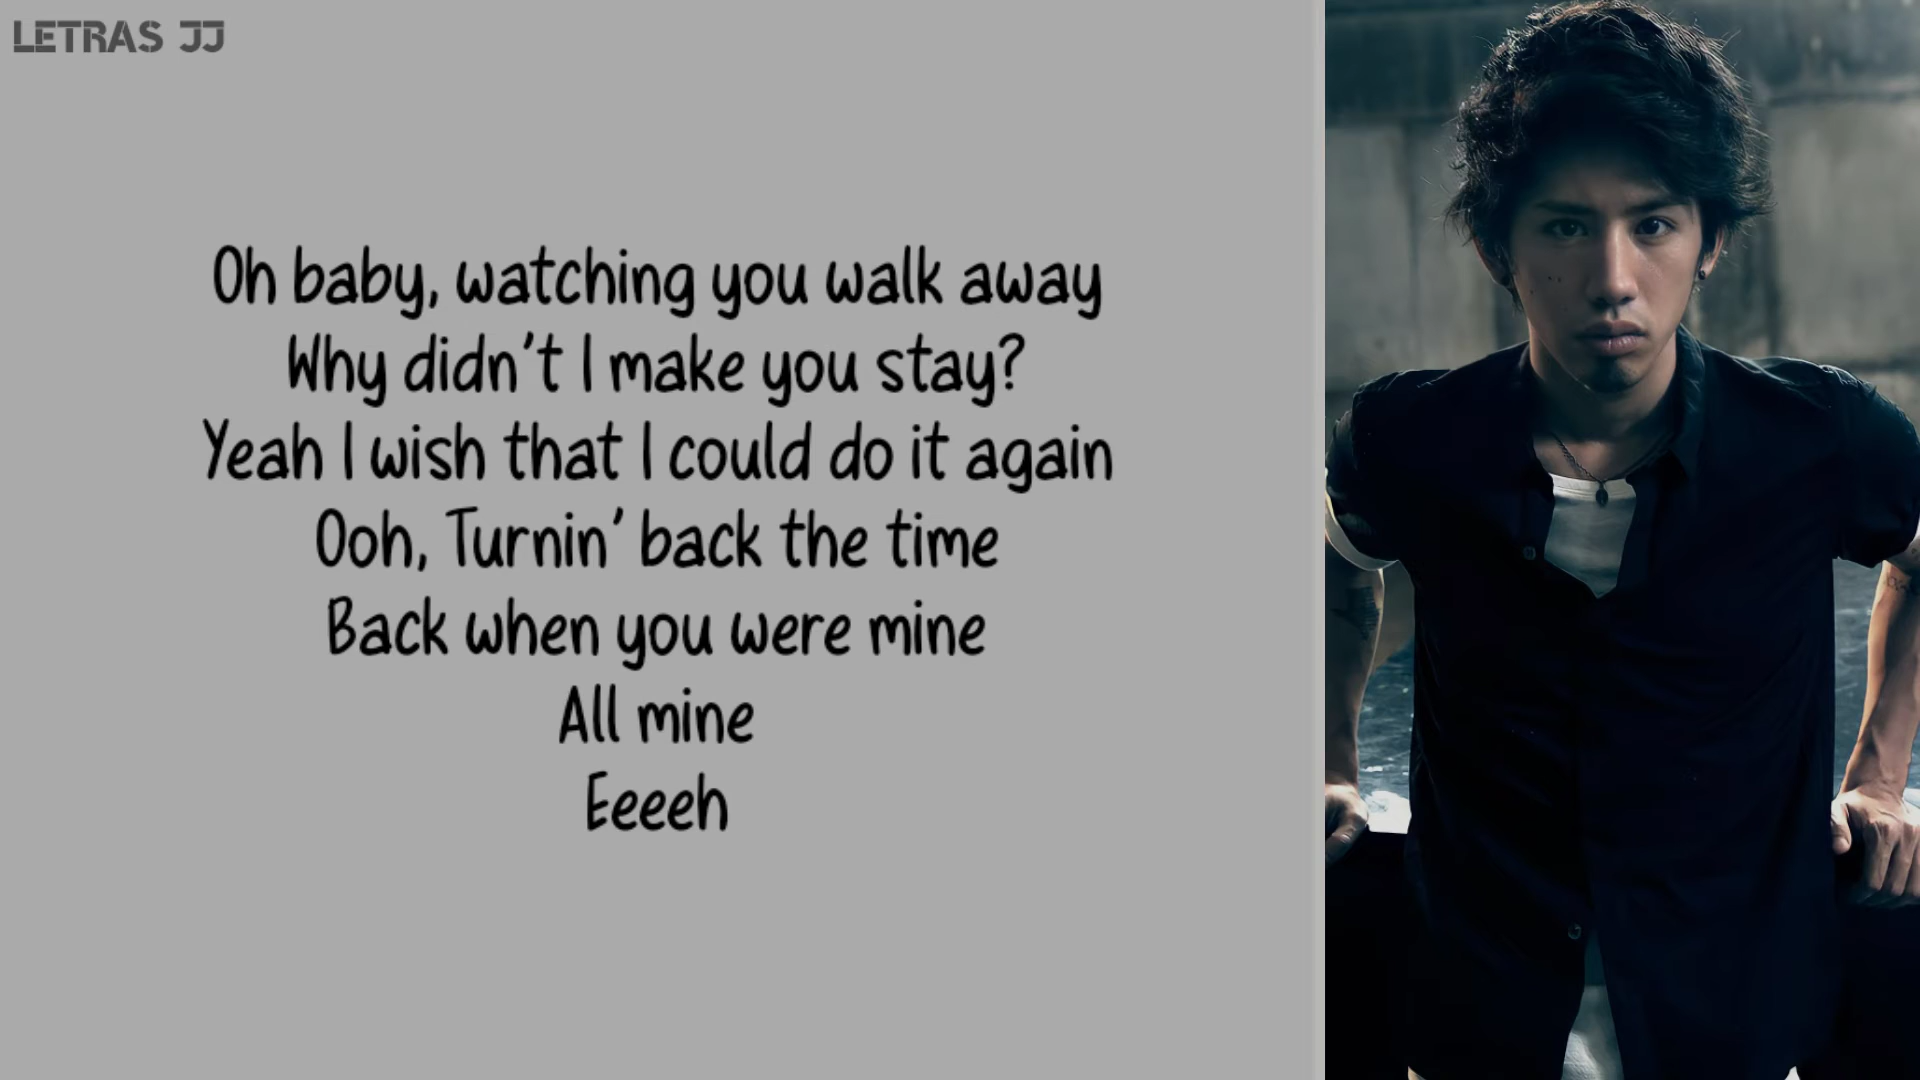 LETRAS JJ
Oh baby, watching you walk away
Why didn't I make you stay?
Yeah I wish that I could do it again
Ooh, Turnin' back the time
Back when you were mine
All mine
Eeeeh